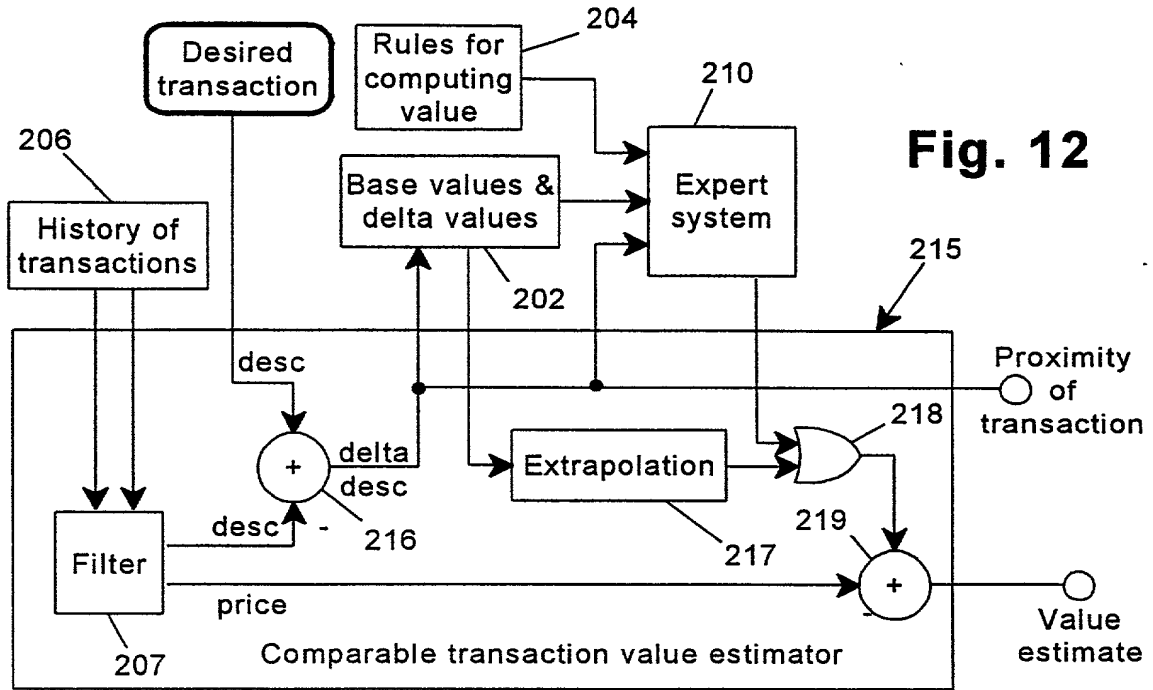 Desired
transaction
Rules for
computing
value
204
210
Fig. 12
206
History of
transactions
Base values &
delta values
202
Expert
system
215
desc
Proximity
of
transaction
+
delta
desc
desc
-
216
Extrapolation
217
218
219
+
-
Filter
207
price
Comparable transaction value estimator
Value
estimate